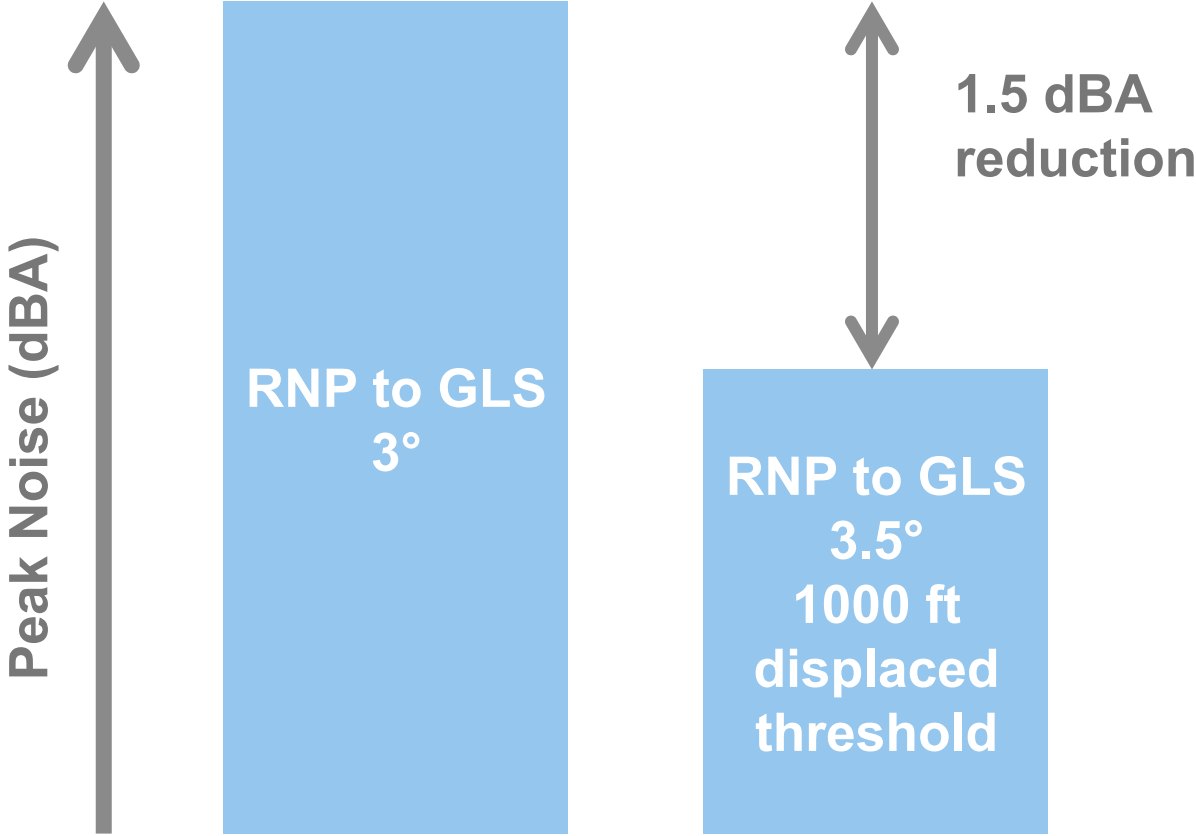 Peak Noise (dBA)
RNP to GLS
3°
1.5 dBA
reduction
RNP to GLS
3.5°
1000 ft
displaced
threshold